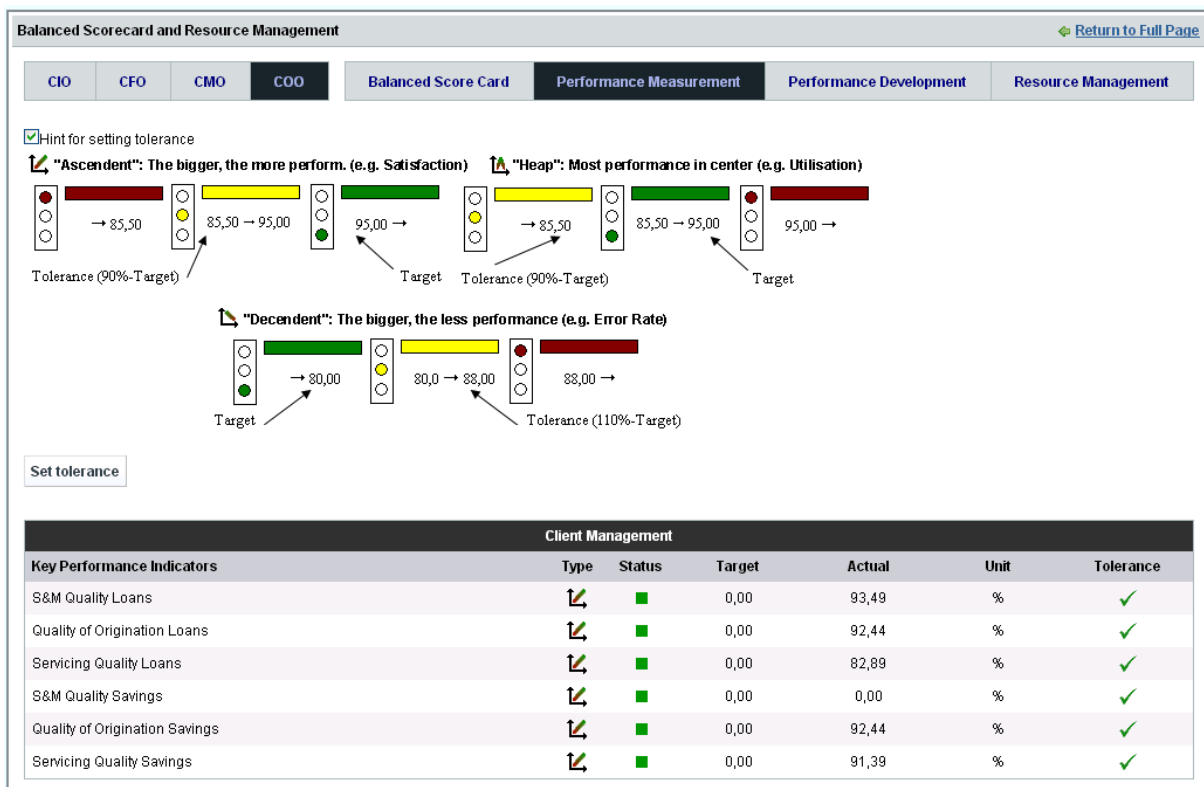 Balanced Scorecard and Resource Management Return to Full Page
CIO CFO CMO COO Balanced Score Card Performance Measurement Performance Development Resource Management
Hint for setting tolerance
"Ascendent": The bigger, the more perform. (e.g. Satisfaction) "Heap": Most performance in center (e.g. Utilisation)
→ 85,50 85,50 → 95,00 95,00 → → 85,50 85,50 → 95,00 95,00 →
Tolerance (90%-Target) Target Tolerance (90%-Target) Target
"Decendent": The bigger, the less performance (e.g. Error Rate)
→ 80,00 80,0 → 88,00 88,00 →
Target Tolerance (110%-Target)
Set tolerance
Client Management
Key Performance Indicators Type Status Target Actual Unit Tolerance
S&M Quality Loans 0,00 93,49 %
Quality of Origination Loans 0,00 92,44 %
Servicing Quality Loans 0,00 82,89 %
S&M Quality Savings 0,00 0,00 %
Quality of Origination Savings 0,00 92,44 %
Servicing Quality Savings 0,00 91,39 %